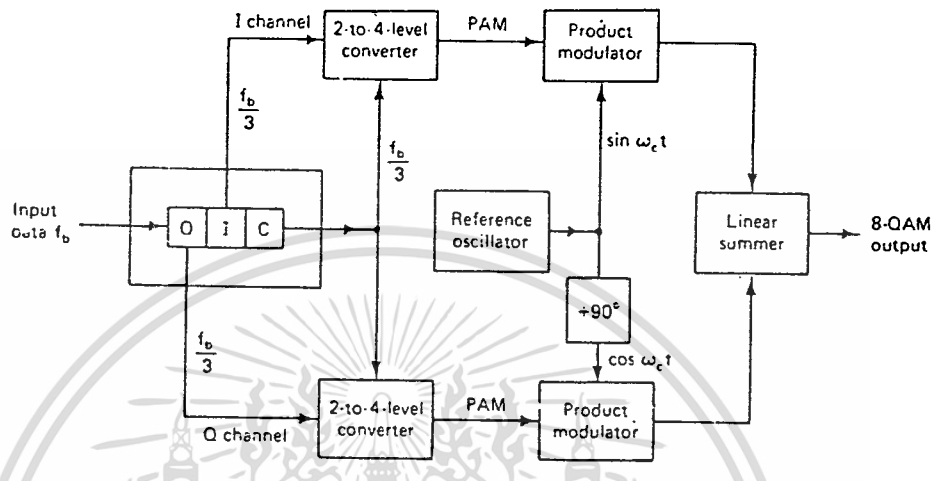 I channel
2-to-4-level
converter
PAM
Product
modulator
f_b
3
f_b
3
sin ω_c t
Input
data f_b
O I C
Reference
oscillator
Linear
summer
8-QAM
output
+90°
f_b
3
cos ω_c t
Q channel
2-to-4-level
converter
PAM
Product
modulator